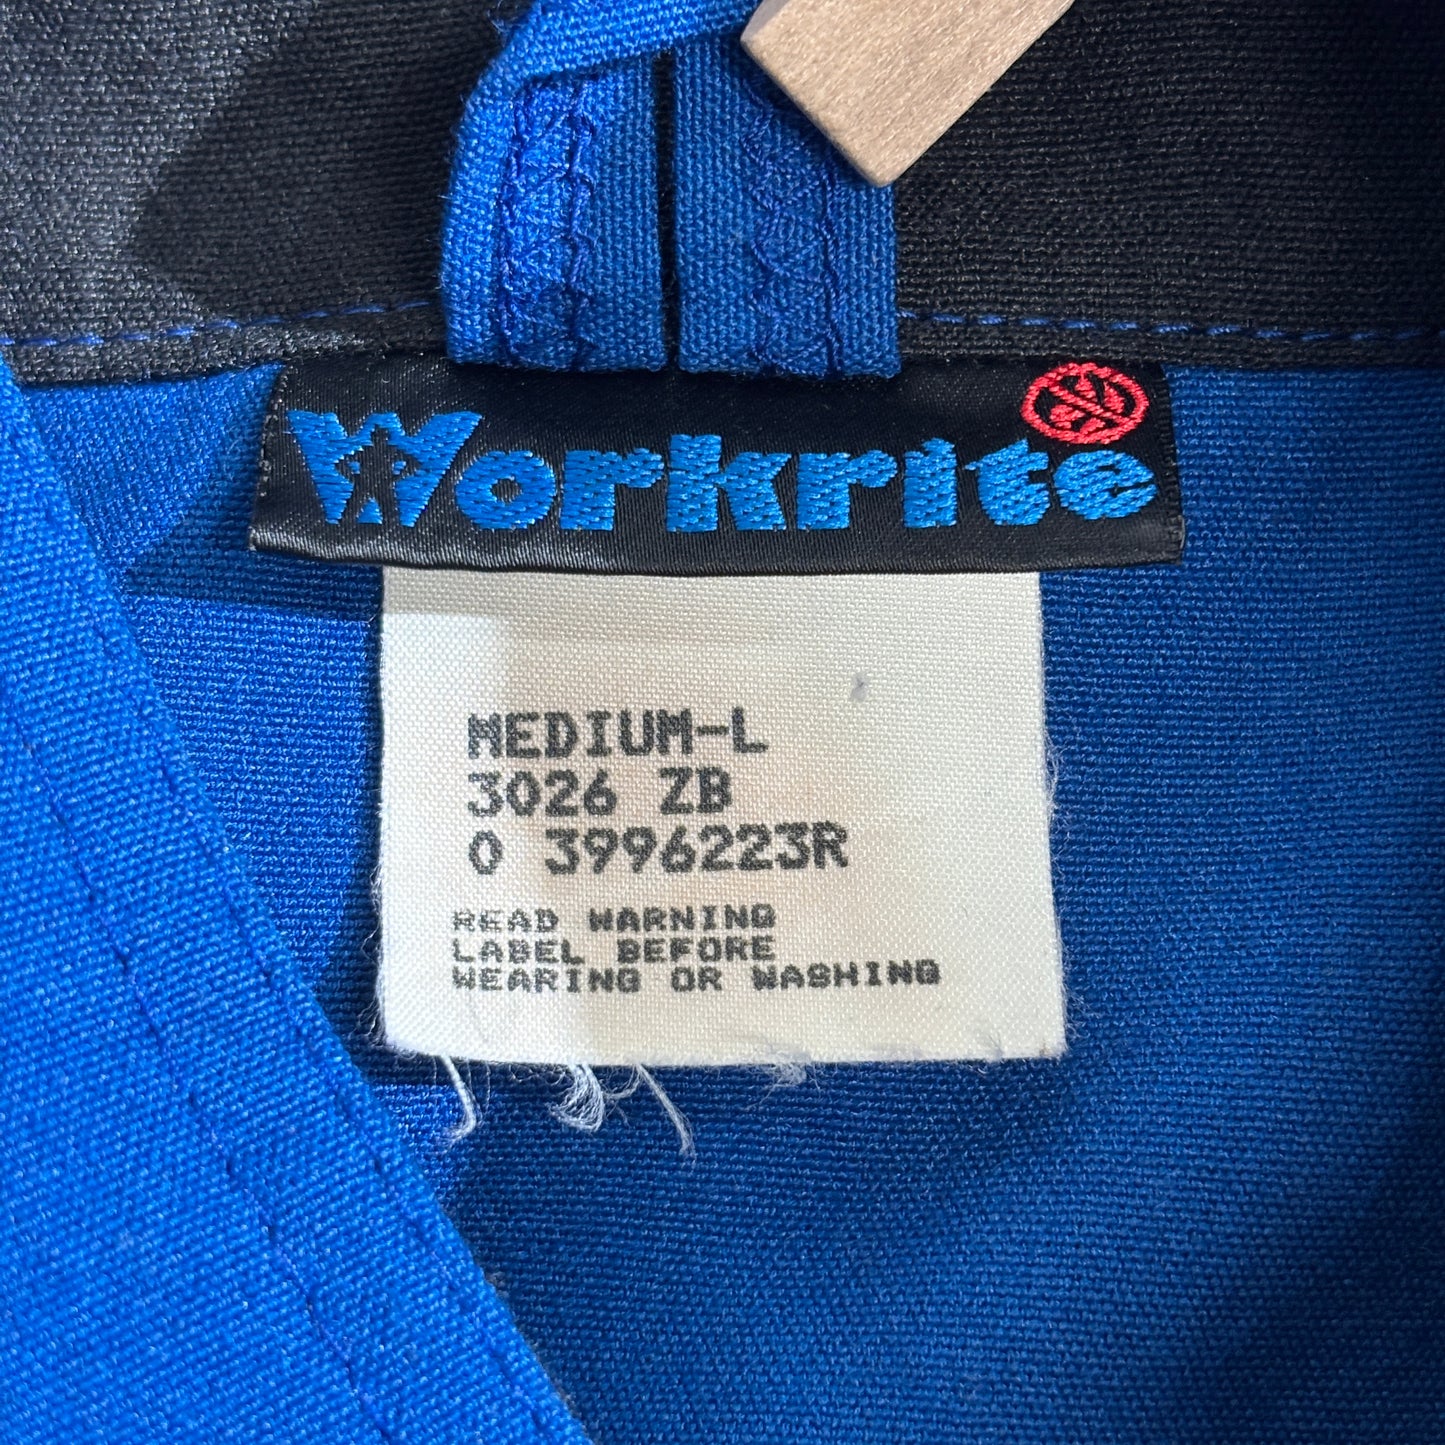 Workrite
MEDIUM-L
3026 ZB
0 3996223R
READ WARNING
LABEL BEFORE
WEARING OR WASHING